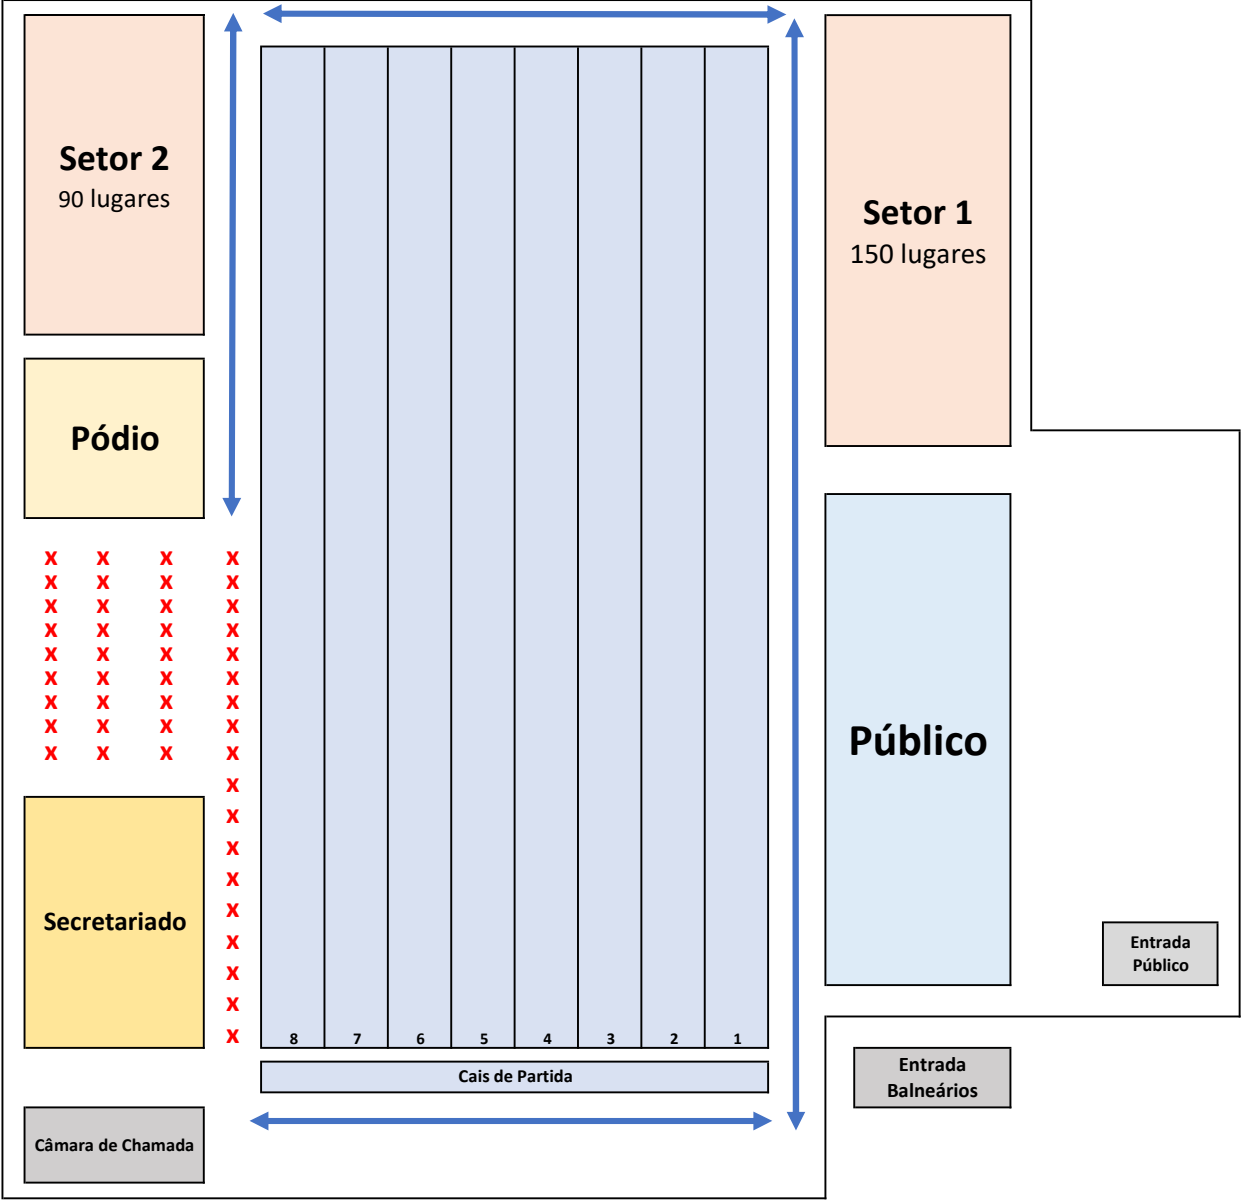 Setor 2
90 lugares
Setor 1
150 lugares
Pódio
x x x x
x x x x
x x x x
x x x x
x x x x
x x x x
x x x x
x x x x
x x x x
x
x
x
x
x
x
x
x
x
Público
Secretariado
Entrada
Público
8 7 6 5 4 3 2 1
Cais de Partida
Entrada
Balneários
Câmara de Chamada